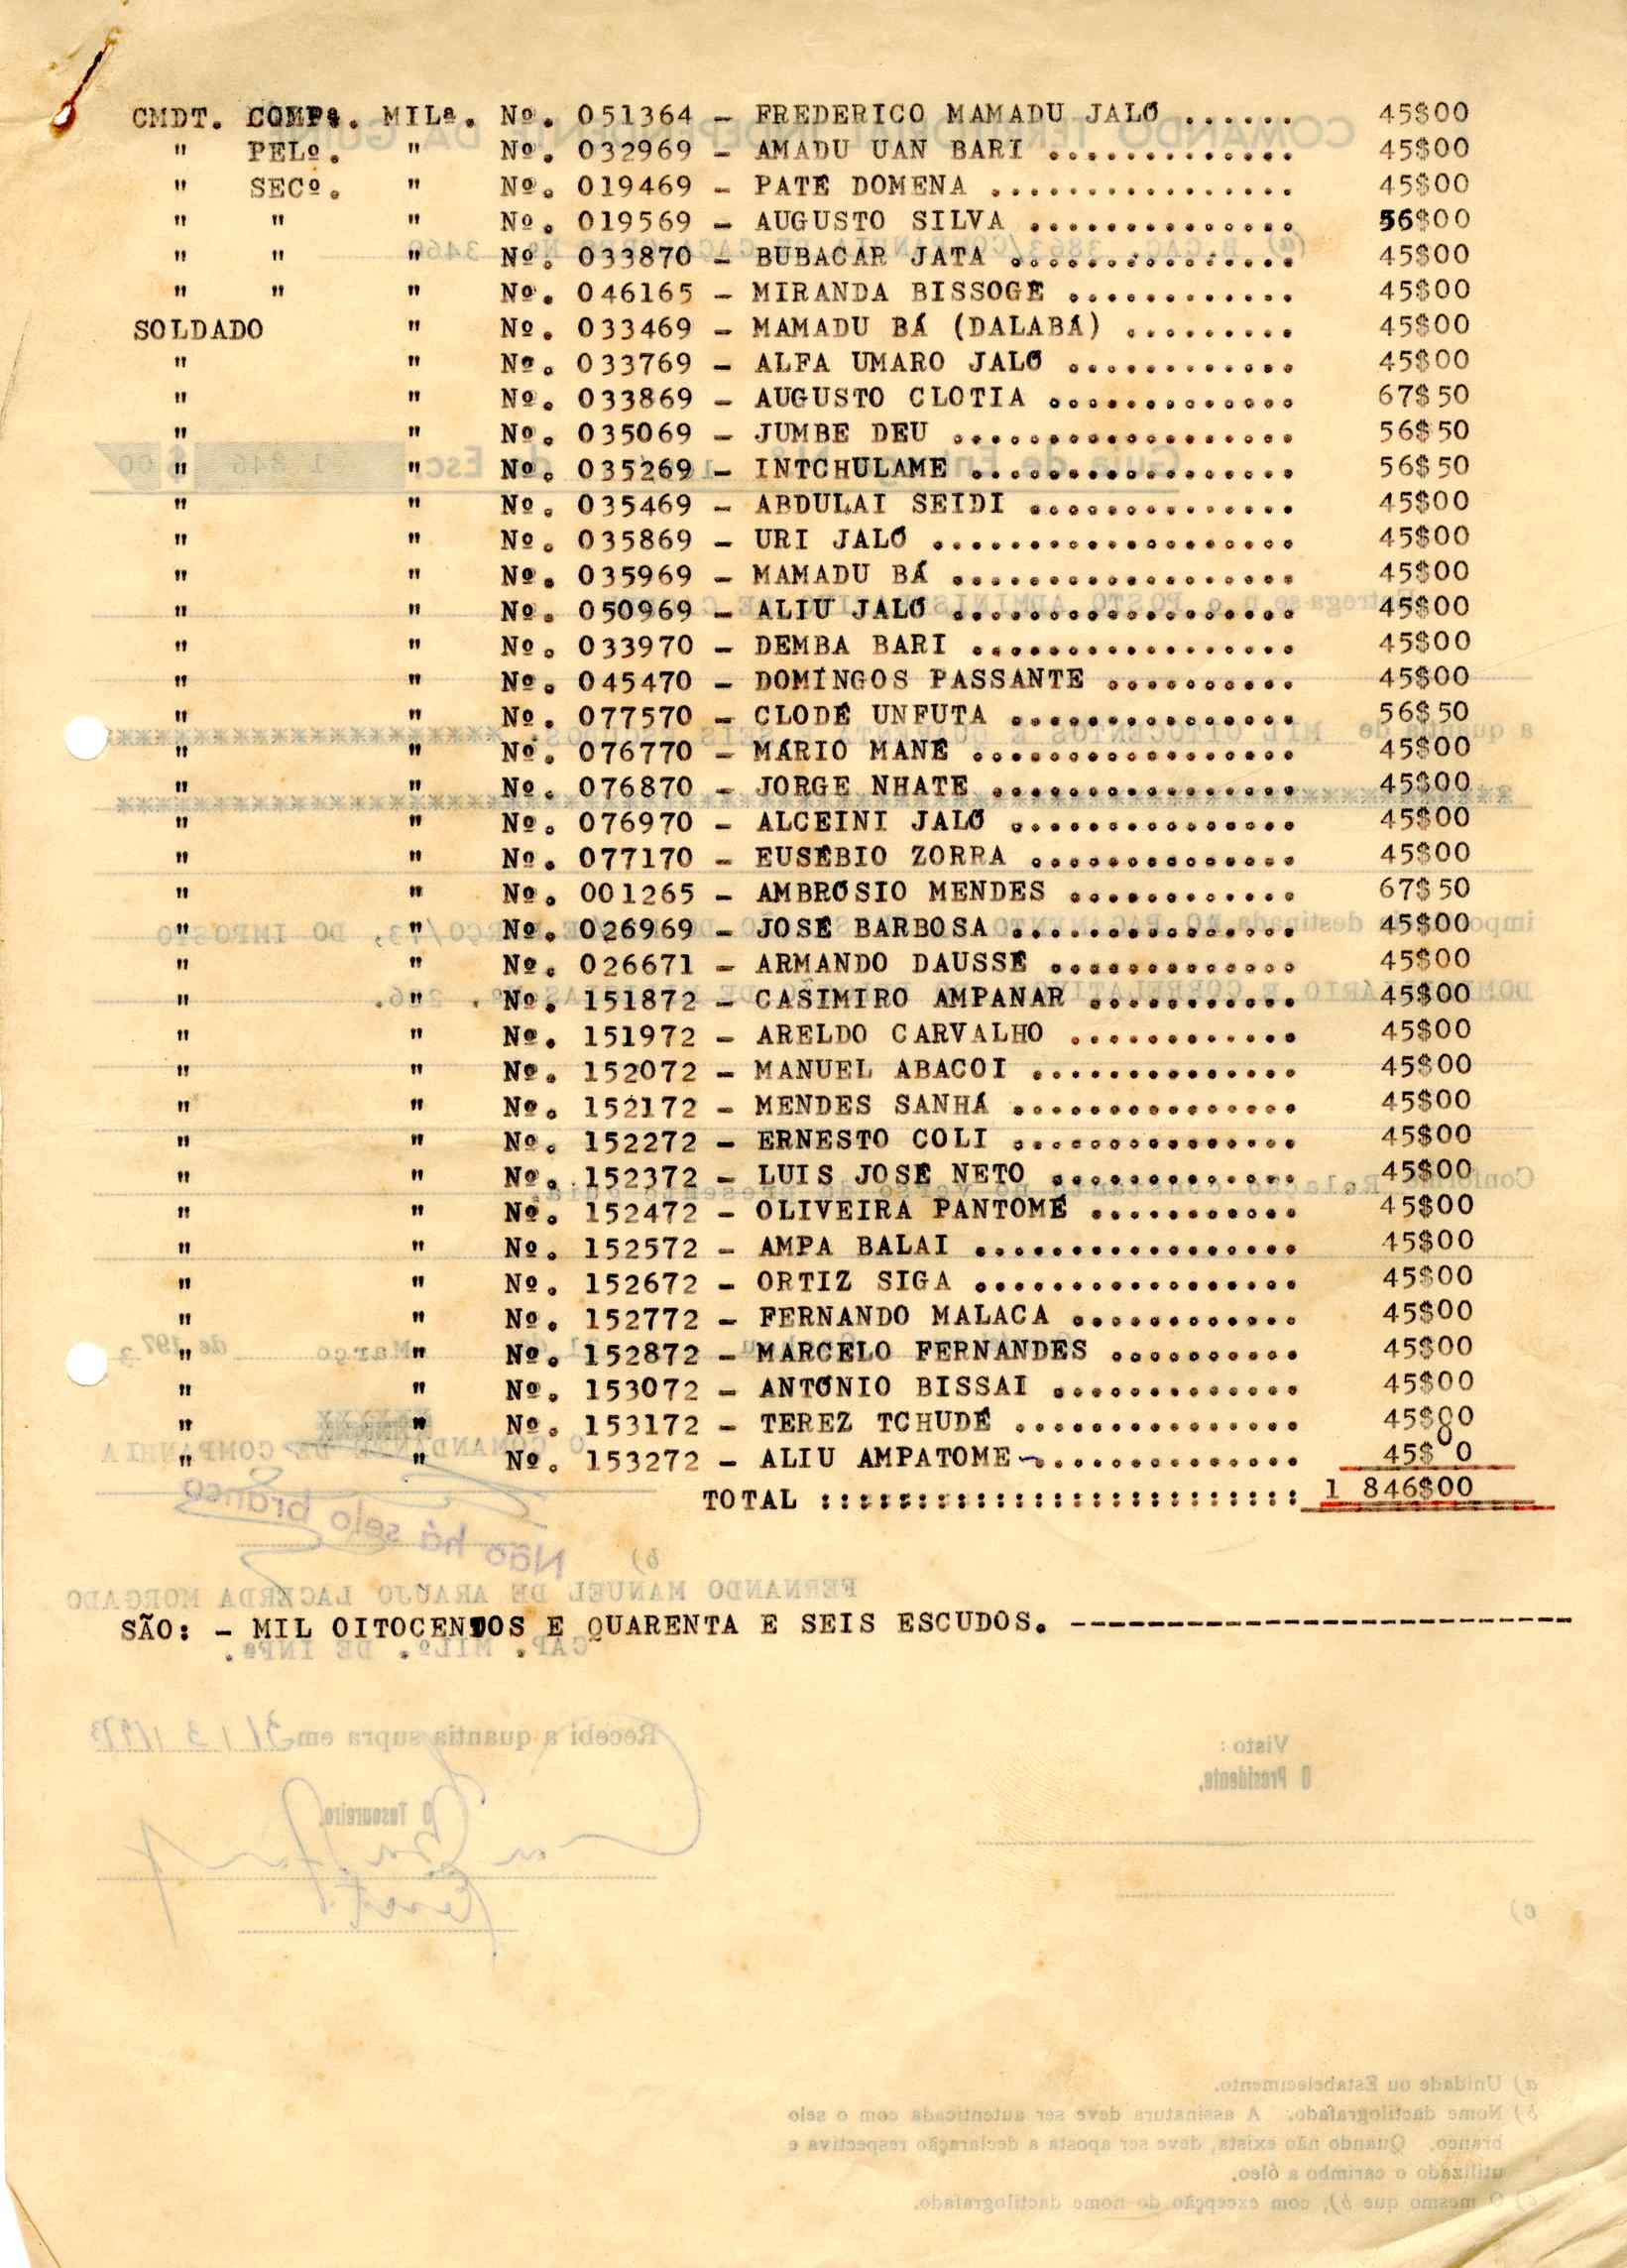 CMDT. COMPª. MILª. Nº. 051364 – FREDERICO MAMADU JALÓ ...... 45$00
" PELº. " Nº. 032969 – AMADU UAN BARI ............. 45$00
" SECº. " Nº. 019469 – PATÉ DOMENA ................ 45$00
" " " Nº. 019569 – AUGUSTO SILVA .............. 56$00
" " " Nº. 033870 – BUBACAR JATA ............... 45$00
" " " Nº. 046165 – MIRANDA BISSOGE ............ 45$00
SOLDADO " Nº. 033469 – MAMADU BÁ (DALABÁ) ......... 45$00
" " Nº. 033769 – ALFA UMARO JALÓ ............ 45$00
" " Nº. 033869 – AUGUSTO CLOTIA ............. 67$50
" " Nº. 035069 – JUMBE DEU .................. 56$50
" " Nº. 035269 – INTCHULAME ................. 56$50
" " Nº. 035469 – ABDULAI SEIDI .............. 45$00
" " Nº. 035869 – URI JALÓ ................... 45$00
" " Nº. 035969 – MAMADU BÁ .................. 45$00
" " Nº. 050969 – ALIU JALÓ .................. 45$00
" " Nº. 033970 – DEMBA BARI ................. 45$00
" " Nº. 045470 – DOMINGOS PASSANTE .......... 45$00
" " Nº. 077570 – CLODÉ UNFUTA ............... 56$50
" " Nº. 076770 – MÁRIO MANÉ ................. 45$00
" " Nº. 076870 – JORGE NHATE ................ 45$00
" " Nº. 076970 – ALCEINI JALÓ ............... 45$00
" " Nº. 077170 – EUSÉBIO ZORRA .............. 45$00
" " Nº. 001265 – AMBRÓSIO MENDES ............ 67$50
" " Nº. 026969 – JOSÉ BARBOSA ............... 45$00
" " Nº. 026671 – ARMANDO DAUSSÉ ............. 45$00
" " Nº. 151872 – CASIMIRO AMPANAR ........... 45$00
" " Nº. 151972 – ARELDO CARVALHO ............ 45$00
" " Nº. 152072 – MANUEL ABACOI .............. 45$00
" " Nº. 152172 – MENDES SANHÁ ............... 45$00
" " Nº. 152272 – ERNESTO COLI ............... 45$00
" " Nº. 152372 – LUIS JOSÉ NETO ............. 45$00
" " Nº. 152472 – OLIVEIRA PANTOMÉ ........... 45$00
" " Nº. 152572 – AMPA BALAI ................. 45$00
" " Nº. 152672 – ORTIZ SIGA ................. 45$00
" " Nº. 152772 – FERNANDO MALACA ............ 45$00
" " Nº. 152872 – MARCELO FERNANDES .......... 45$00
" " Nº. 153072 – ANTÓNIO BISSAI ............. 45$00
" " Nº. 153172 – TEREZ TCHUDÉ ............... 45$00
" " Nº. 153272 – ALIU AMPATOME .............. 45$00
TOTAL ::::::::::::::::::::::::: 1 846$00
SÃO: – MIL OITOCENTOS E QUARENTA E SEIS ESCUDOS. --------------------------